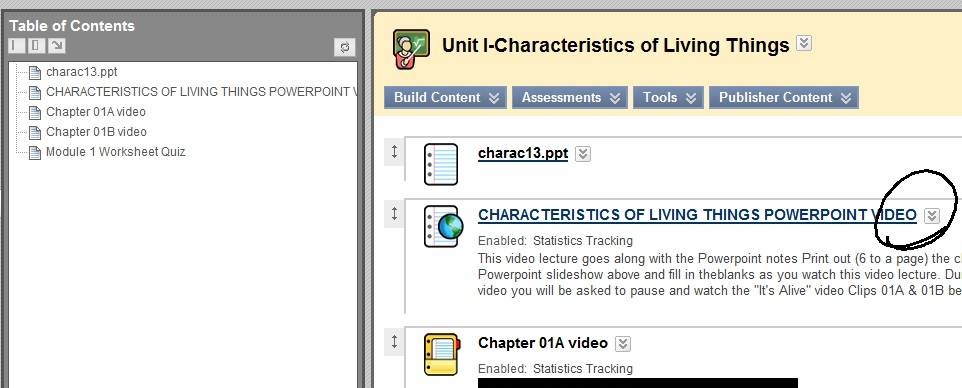 Table of Contents
charac13.ppt
CHARACTERISTICS OF LIVING THINGS POWERPOINT V
Chapter 01A video
Chapter 01B video
Module 1 Worksheet Quiz
Unit I-Characteristics of Living Things
Build Content Assessments Tools Publisher Content
charac13.ppt
CHARACTERISTICS OF LIVING THINGS POWERPOINT VIDEO
Enabled: Statistics Tracking
This video lecture goes along with the Powerpoint notes Print out (6 to a page) the c
Powerpoint slideshow above and fill in theblanks as you watch this video lecture. Du
video you will be asked to pause and watch the "It's Alive" video Clips 01A & 01B be
Chapter 01A video
Enabled: Statistics Tracking